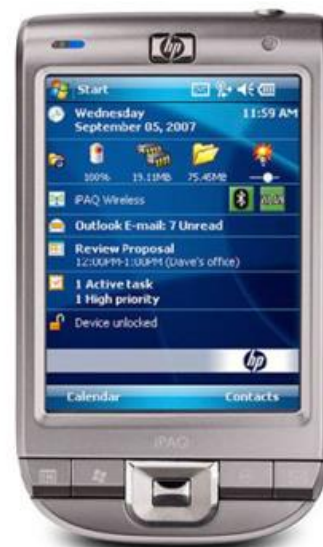 hp
Start
Wednesday 11:59 AM
September 05, 2007
100% 19.11MB 75.45MB
iPAQ Wireless WLAN
Outlook E-mail: 7 Unread
Review Proposal
12:00PM-1:00PM (Dave's office)
1 Active task
1 High priority
Device unlocked
hp
Calendar Contacts
iPAQ